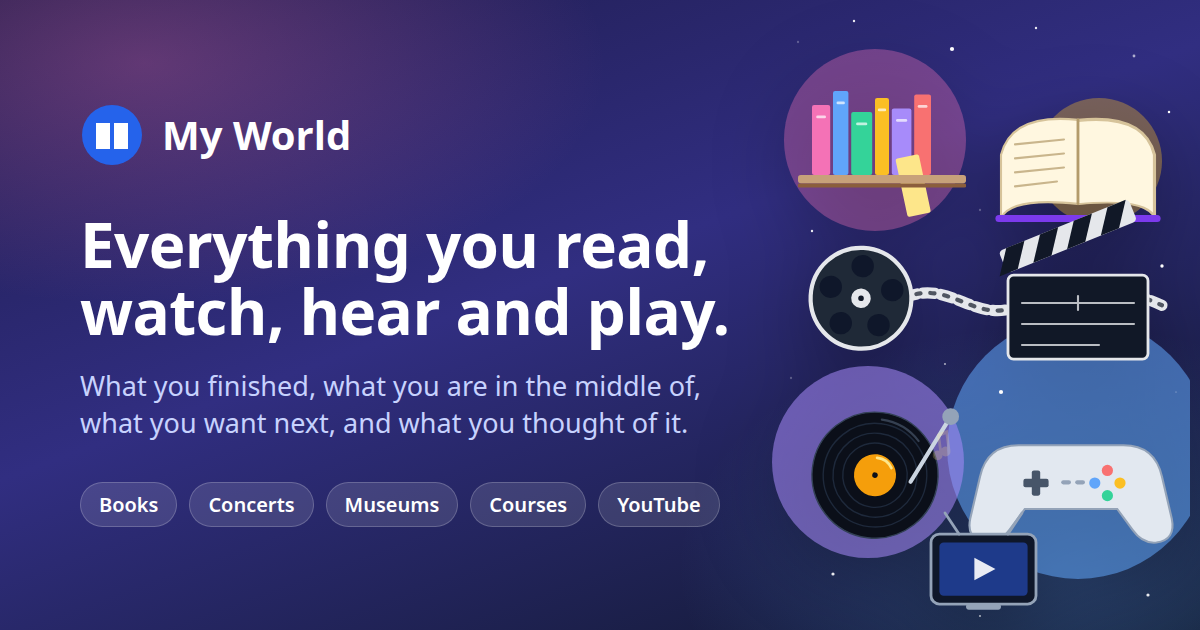 My World
Everything you read,
watch, hear and play.
What you finished, what you are in the middle of,
what you want next, and what you thought of it.
Books
Concerts
Museums
Courses
YouTube